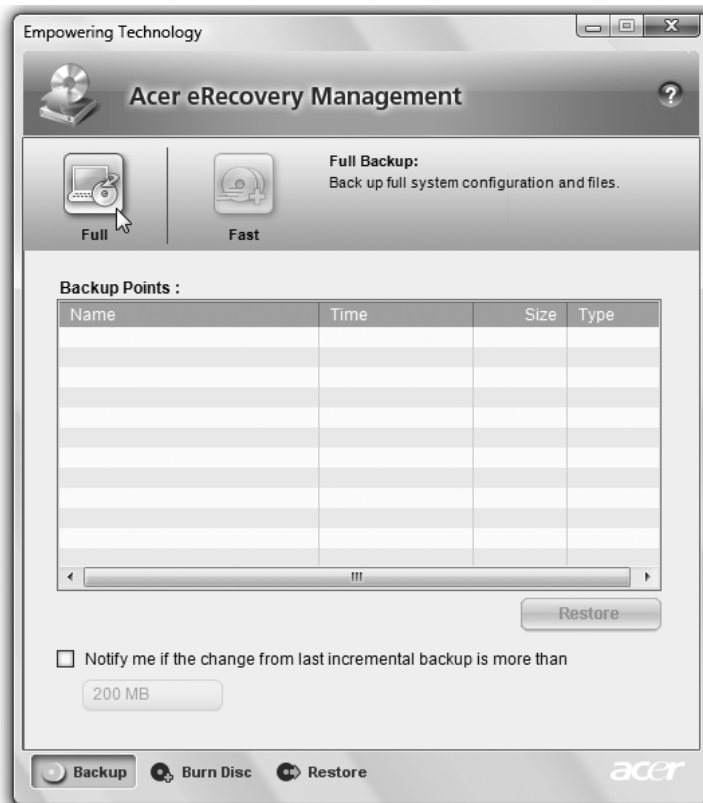 Empowering Technology
Acer eRecovery Management
?
Full Backup:
Back up full system configuration and files.
Full
Fast
Backup Points :
Name Time Size Type
Restore
Notify me if the change from last incremental backup is more than
200 MB
Backup Burn Disc Restore acer